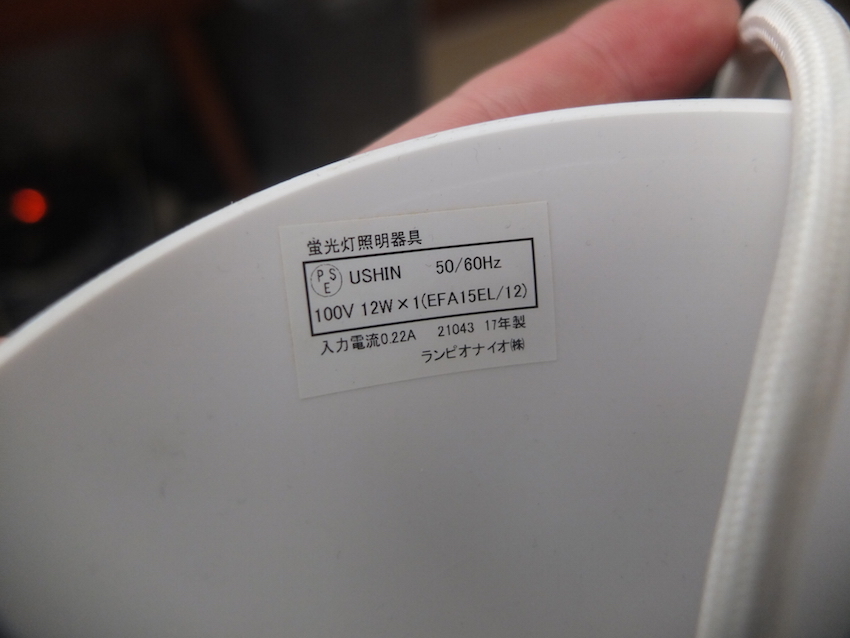 蛍光灯照明器具
PSE USHIN 50/60Hz
100V 12W×1(EFA15EL/12)
入力電流0.22A 21043 17年製
ランピオナイオ㈱